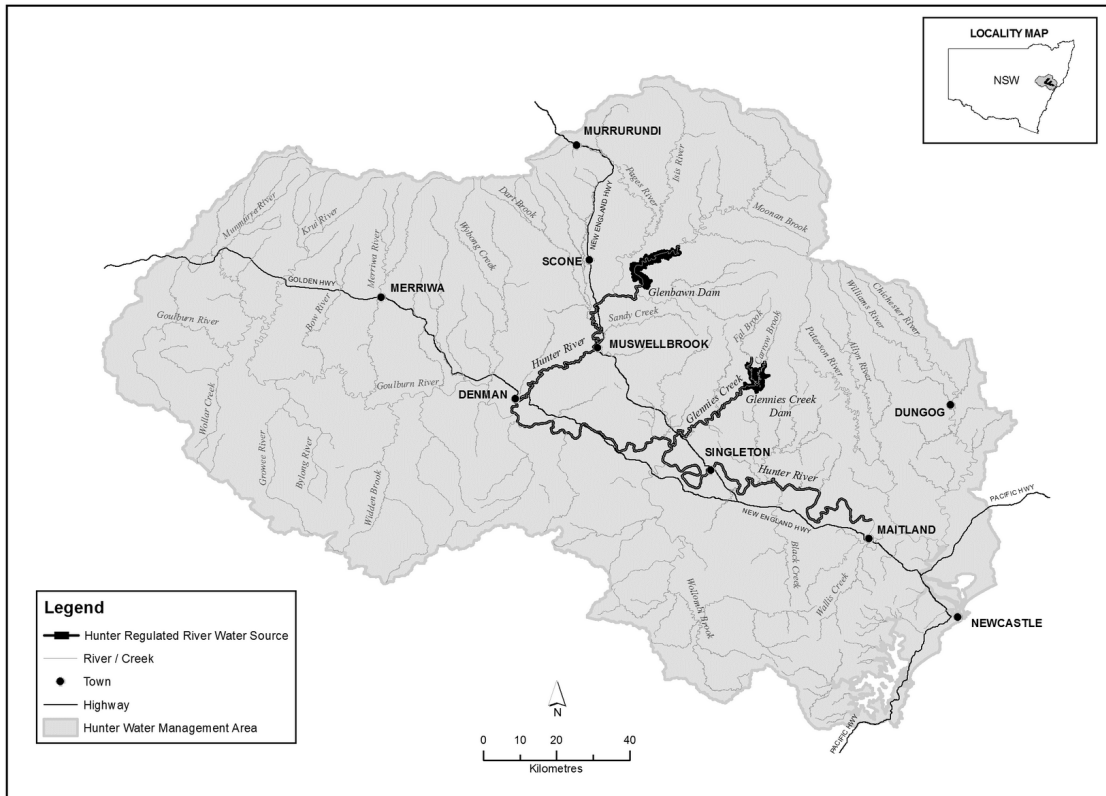 LOCALITY MAP
NSW
MURRURUNDI
Pages River
Isis River
Munmurra River
Krui River
Merriwa River
Wybong Creek
Dart Brook
NEW ENGLAND HWY
Moonan Brook
SCONE
GOLDEN HWY
MERRIWA
Glenbawn Dam
Chichester River
Williams River
Goulburn River
Bow River
Sandy Creek
Fal Brook
Carrow Brook
Paterson River
Allyn River
Hunter River
MUSWELLBROOK
Goulburn River
DENMAN
Glennies Creek
Glennies Creek
Dam
DUNGOG
Wollar Creek
Growee River
Bylong River
Widden Brook
SINGLETON
Hunter River
PACIFIC HWY
NEW ENGLAND HWY
MAITLAND
Black Creek
Wallis Creek
Wollombi Brook
NEWCASTLE
PACIFIC HWY
Legend
Hunter Regulated River Water Source
River / Creek
Town
Highway
Hunter Water Management Area
N
0 10 20 40
Kilometres